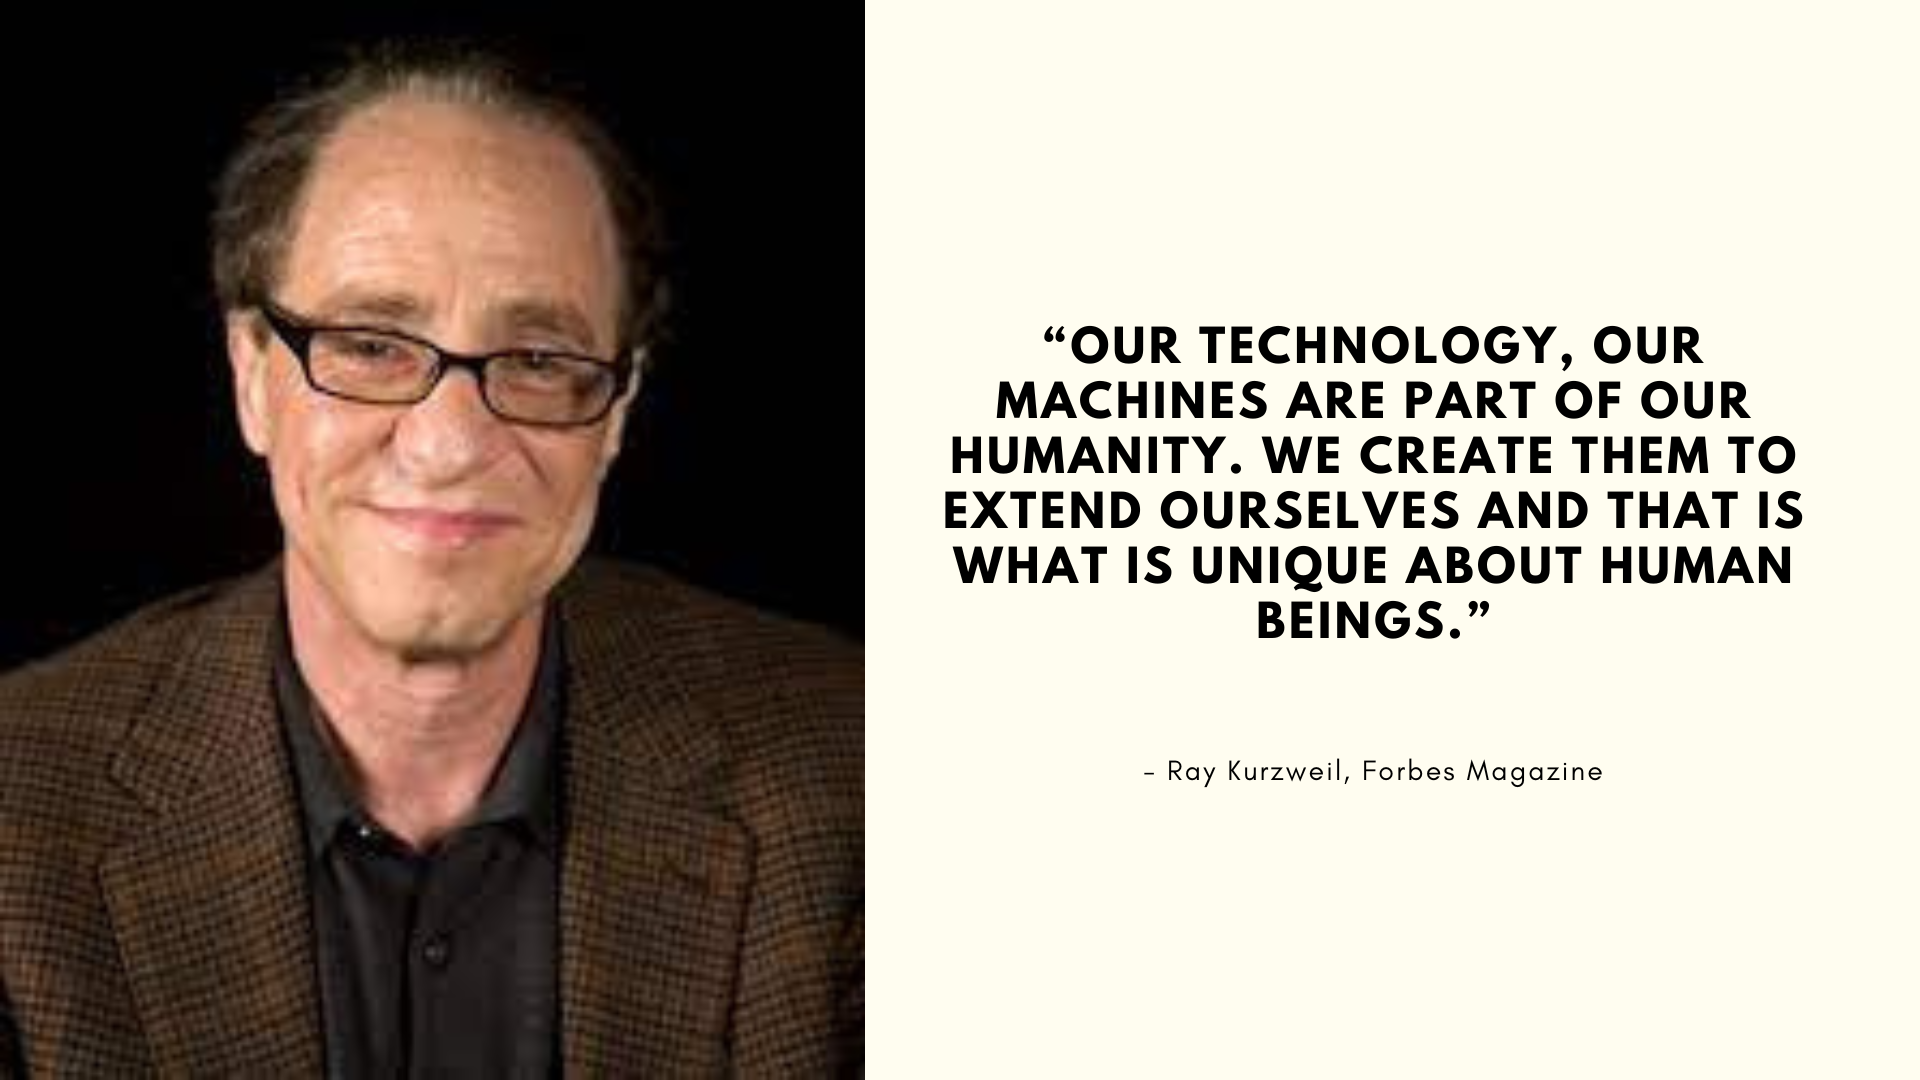 “OUR TECHNOLOGY, OUR
MACHINES ARE PART OF OUR
HUMANITY. WE CREATE THEM TO
EXTEND OURSELVES AND THAT IS
WHAT IS UNIQUE ABOUT HUMAN
BEINGS.”
– Ray Kurzweil, Forbes Magazine